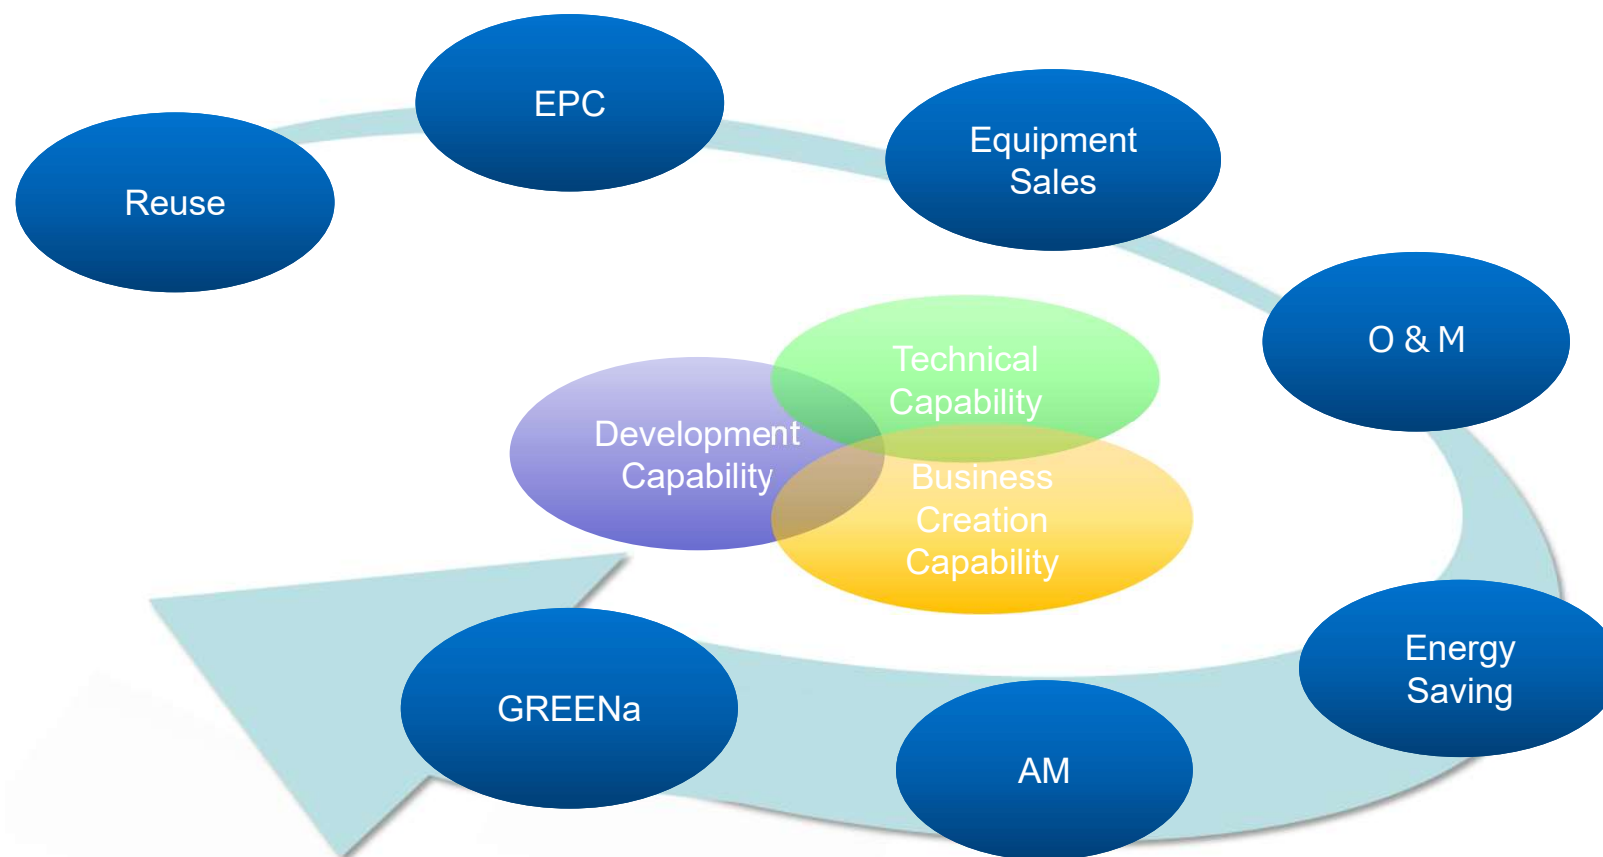 EPC
Equipment
Sales
Reuse
O & M
Technical
Capability
Development
Capability
Business
Creation
Capability
Energy
Saving
GREENa
AM